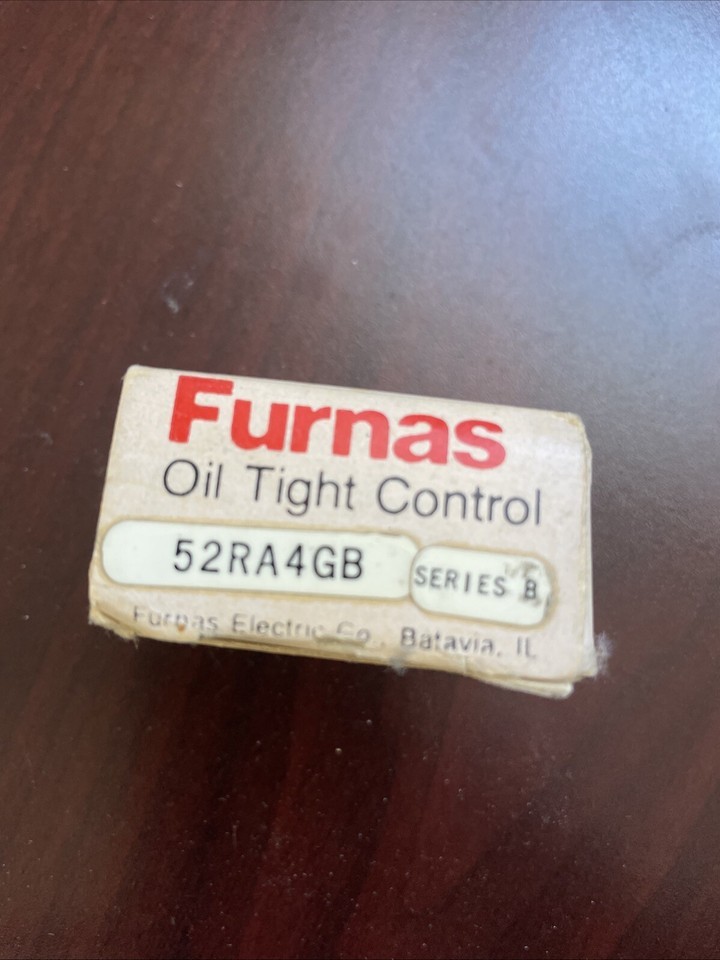 Furnas
Oil Tight Control
52RA4GB SERIES B
Furnas Electric Co., Batavia, IL